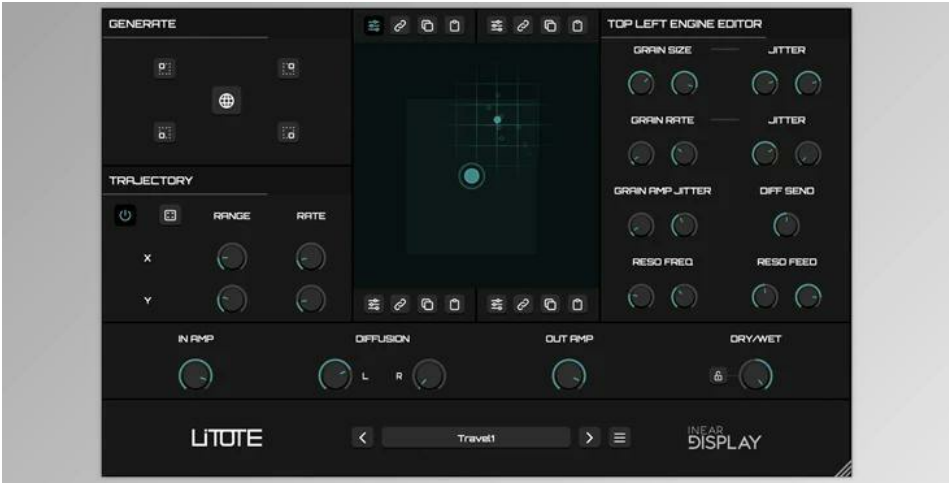 GENERATE
TOP LEFT ENGINE EDITOR
GRAIN SIZE JITTER
GRAIN RATE JITTER
TRAJECTORY
GRAIN AMP JITTER DIFF SEND
RANGE RATE
X
RESO FREQ RESO FEED
Y
IN AMP DIFFUSION OUT AMP DRY/WET
L R
LiTOTE
Travel1
INEAR
DISPLAY